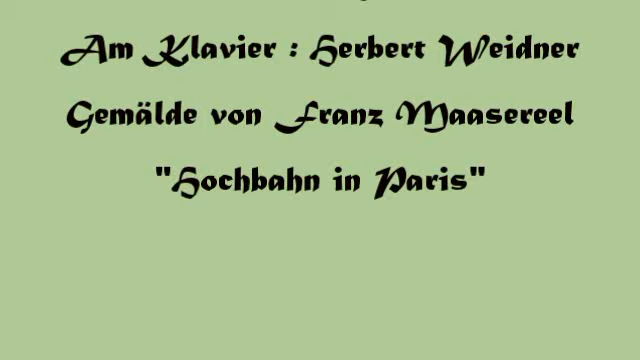 Am Klavier : Herbert Weidner
Gemälde von Franz Maasereel
"Hochbahn in Paris"